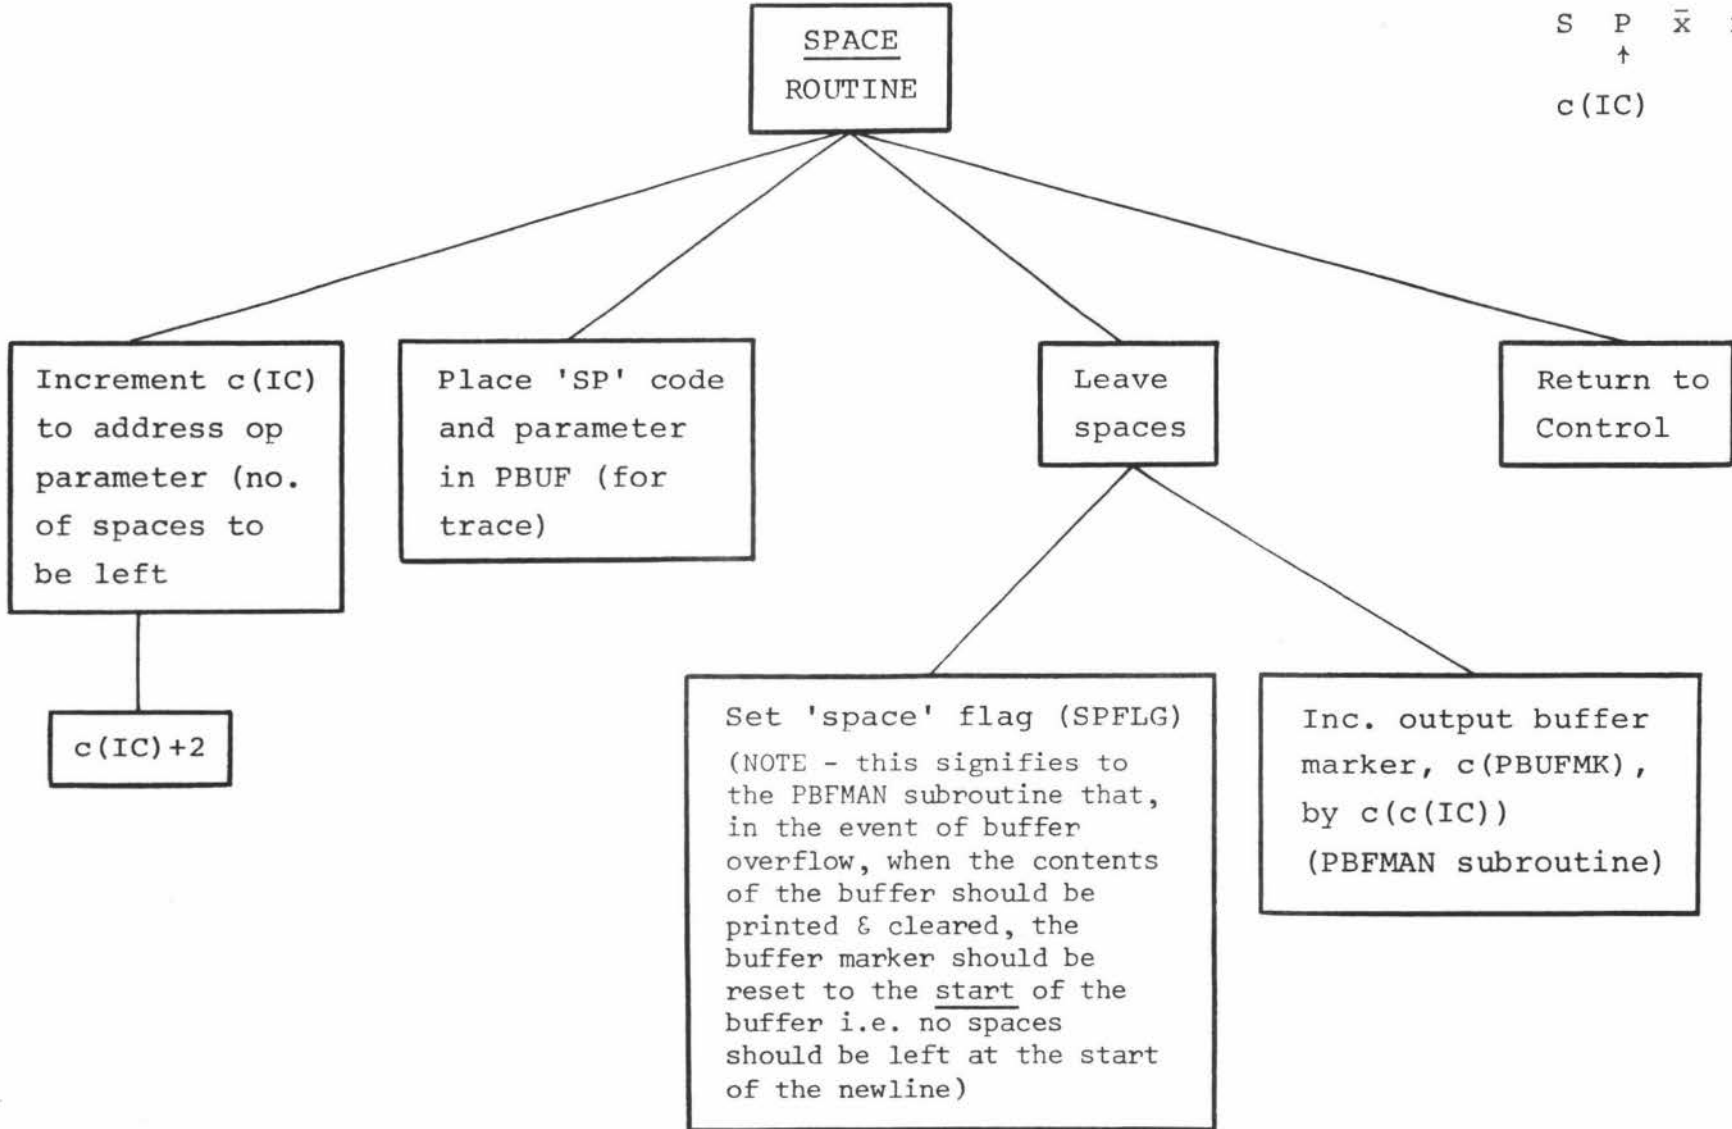 SPACE
ROUTINE
S P x̄
↑
c(IC)
Increment c(IC)
to address op
parameter (no.
of spaces to
be left
Place 'SP' code
and parameter
in PBUF (for
trace)
Leave
spaces
Return to
Control
c(IC)+2
Set 'space' flag (SPFLG)
(NOTE - this signifies to
the PBFMAN subroutine that,
in the event of buffer
overflow, when the contents
of the buffer should be
printed & cleared, the
buffer marker should be
reset to the start of the
buffer i.e. no spaces
should be left at the start
of the newline)
Inc. output buffer
marker, c(PBUFMK),
by c(c(IC))
(PBFMAN subroutine)